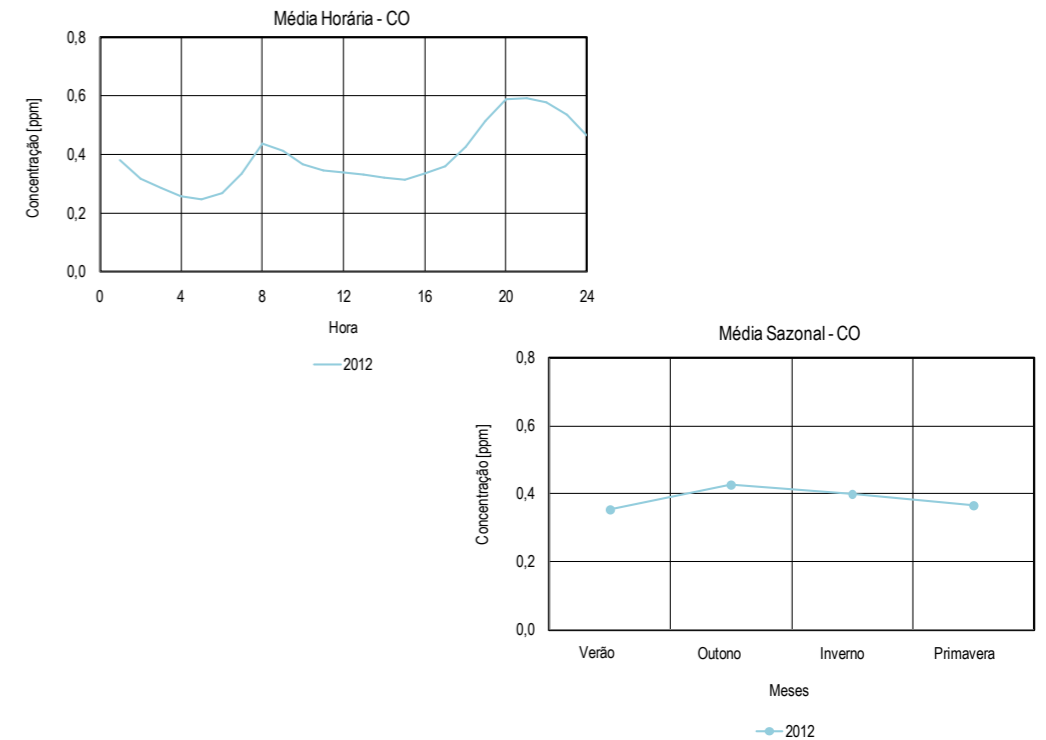 Média Horária - CO
0,8
0,6
0,4
0,2
0,0
Concentração [ppm]
0 4 8 12 16 20 24
Hora
2012
Média Sazonal - CO
0,8
0,6
0,4
0,2
0,0
Concentração [ppm]
Verão Outono Inverno Primavera
Meses
2012